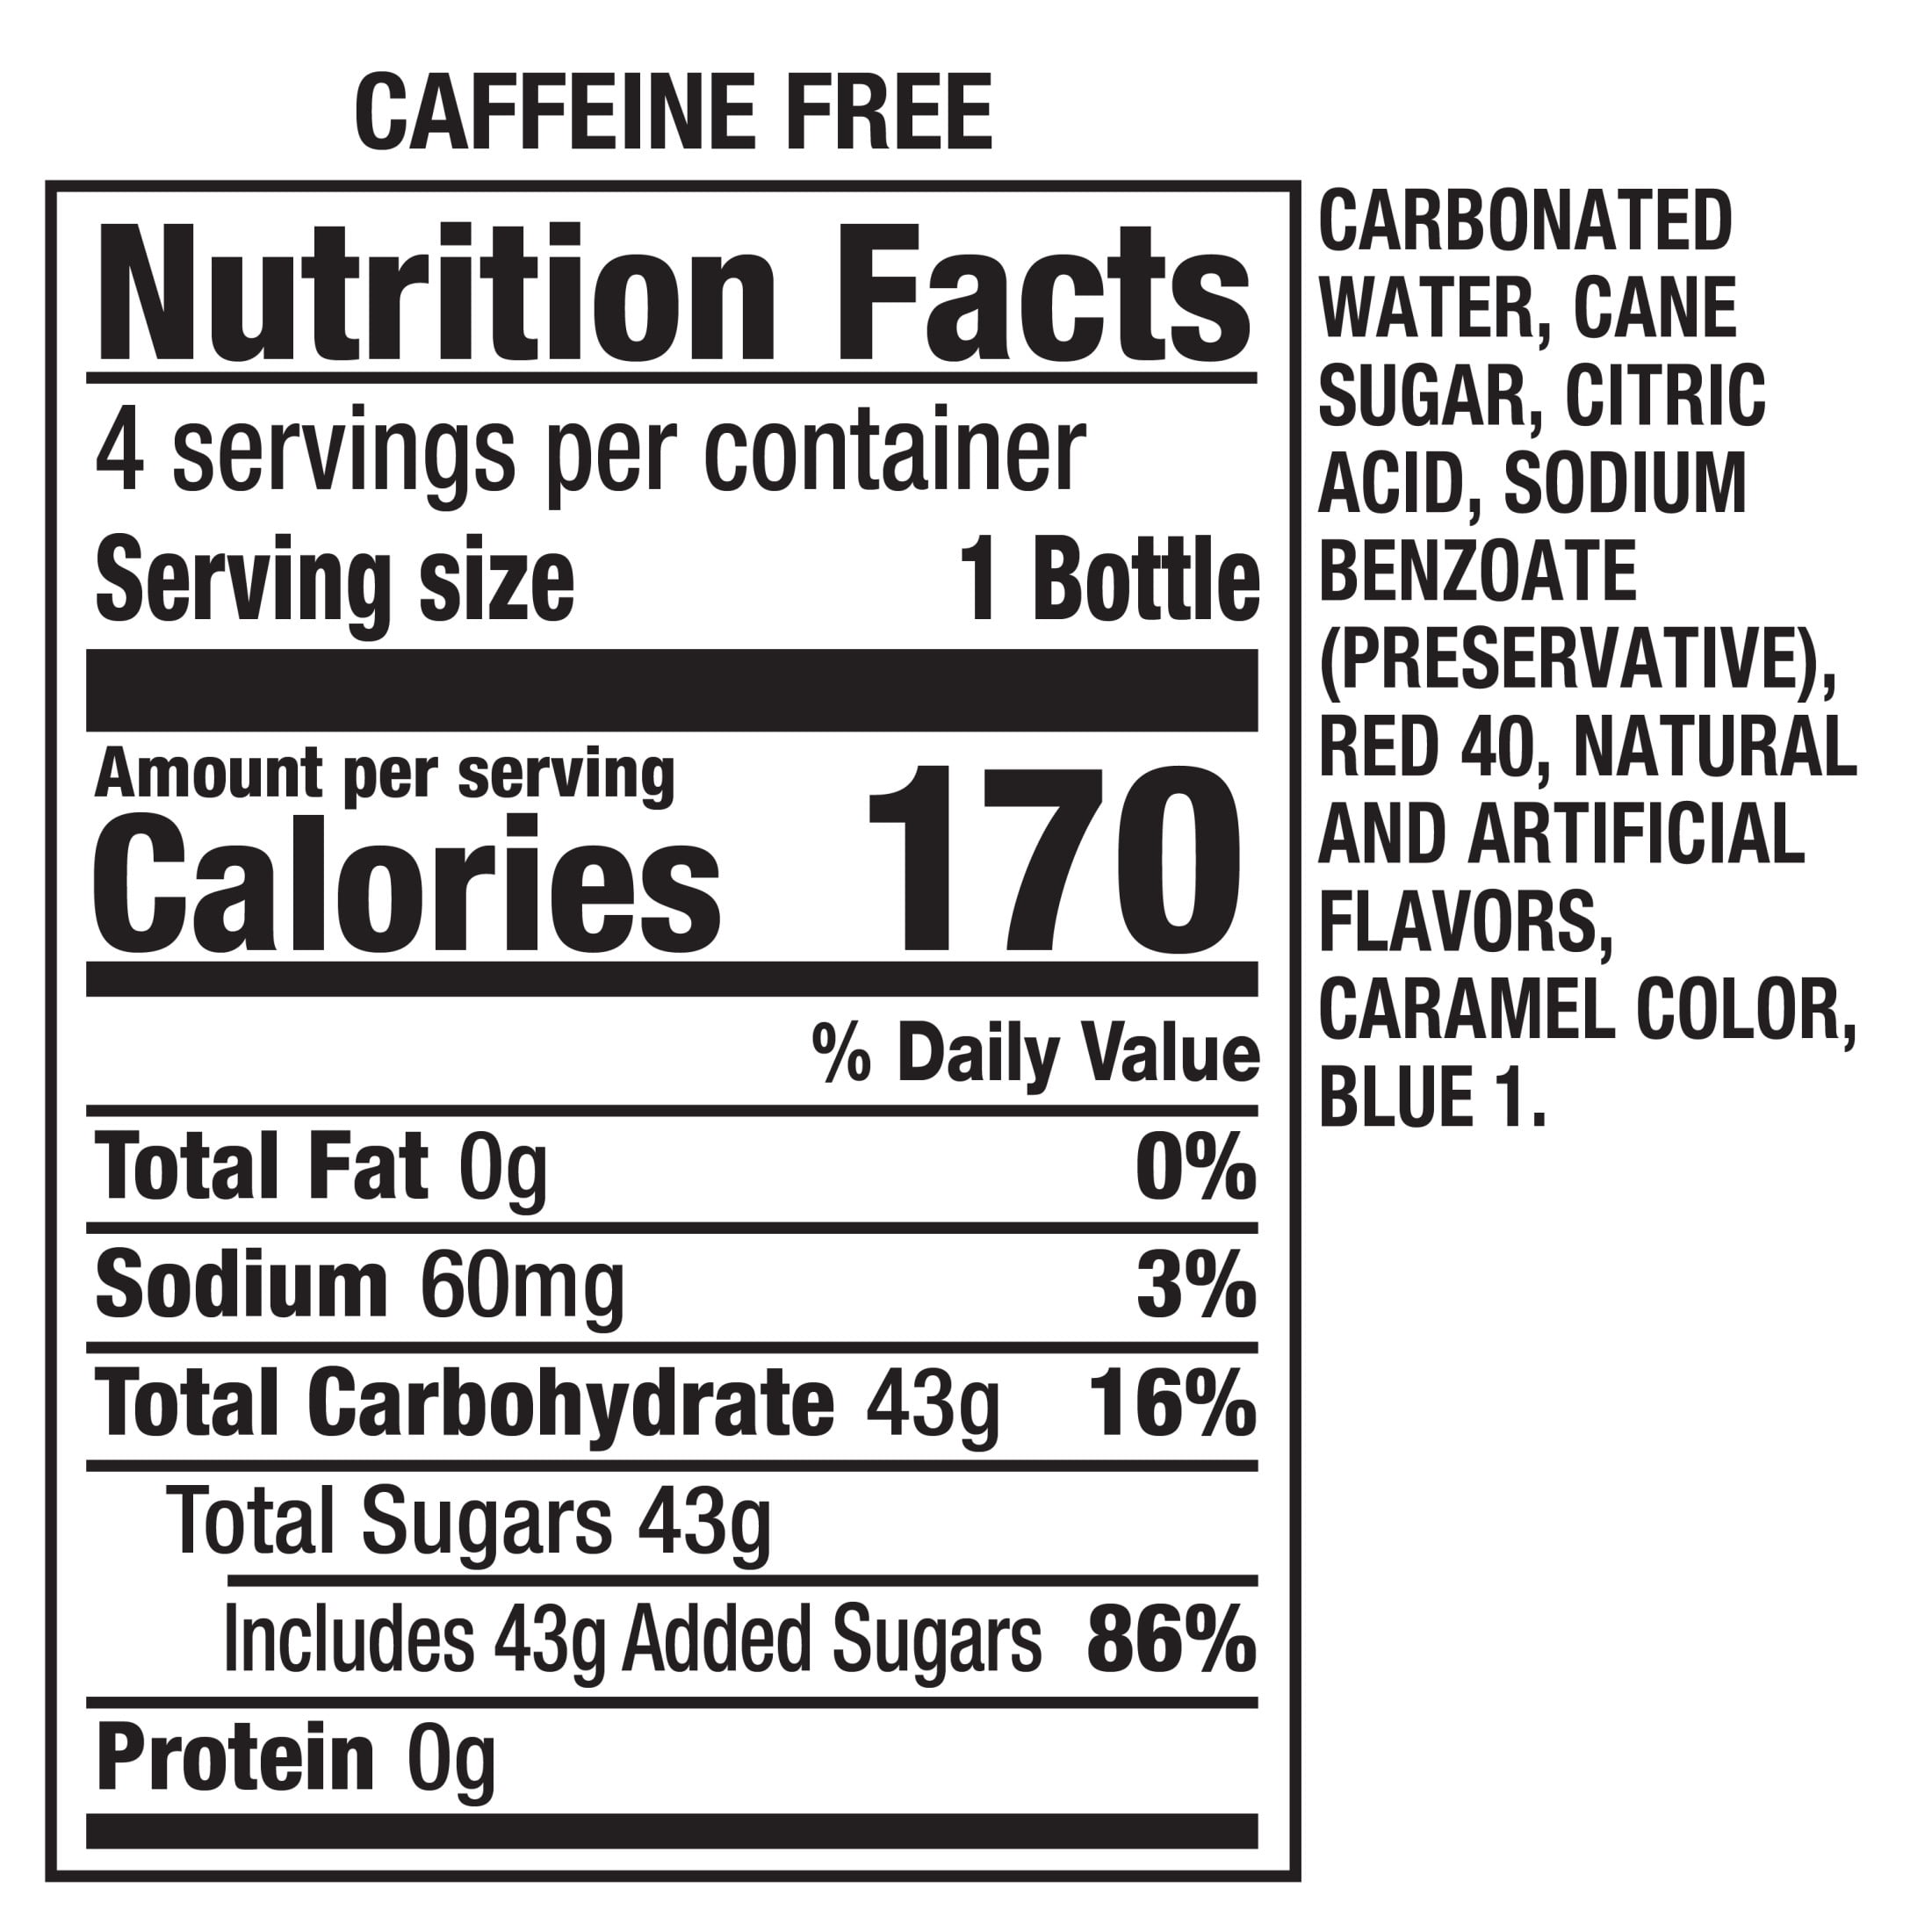 CAFFEINE FREE
Nutrition Facts
4 servings per container
Serving size 1 Bottle
Amount per serving
Calories 170
% Daily Value
Total Fat 0g 0%
Sodium 60mg 3%
Total Carbohydrate 43g 16%
Total Sugars 43g
Includes 43g Added Sugars 86%
Protein 0g
CARBONATED
WATER, CANE
SUGAR, CITRIC
ACID, SODIUM
BENZOATE
(PRESERVATIVE),
RED 40, NATURAL
AND ARTIFICIAL
FLAVORS,
CARAMEL COLOR,
BLUE 1.